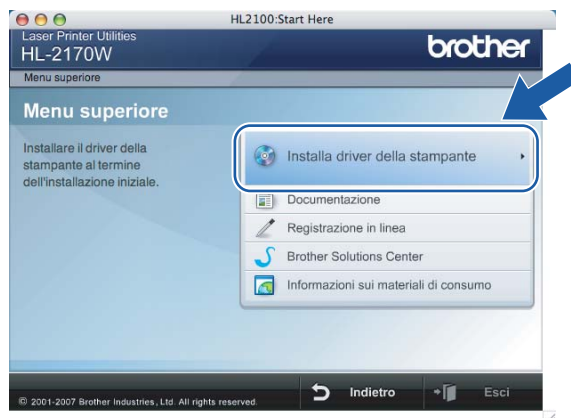 HL2100:Start Here
Laser Printer Utilities
HL-2170W
brother
Menu superiore
Menu superiore
Installare il driver della
stampante al termine
dell'installazione iniziale.
Installa driver della stampante
Documentazione
Registrazione in linea
Brother Solutions Center
Informazioni sui materiali di consumo
© 2001-2007 Brother Industries, Ltd. All rights reserved.
Indietro
Esci